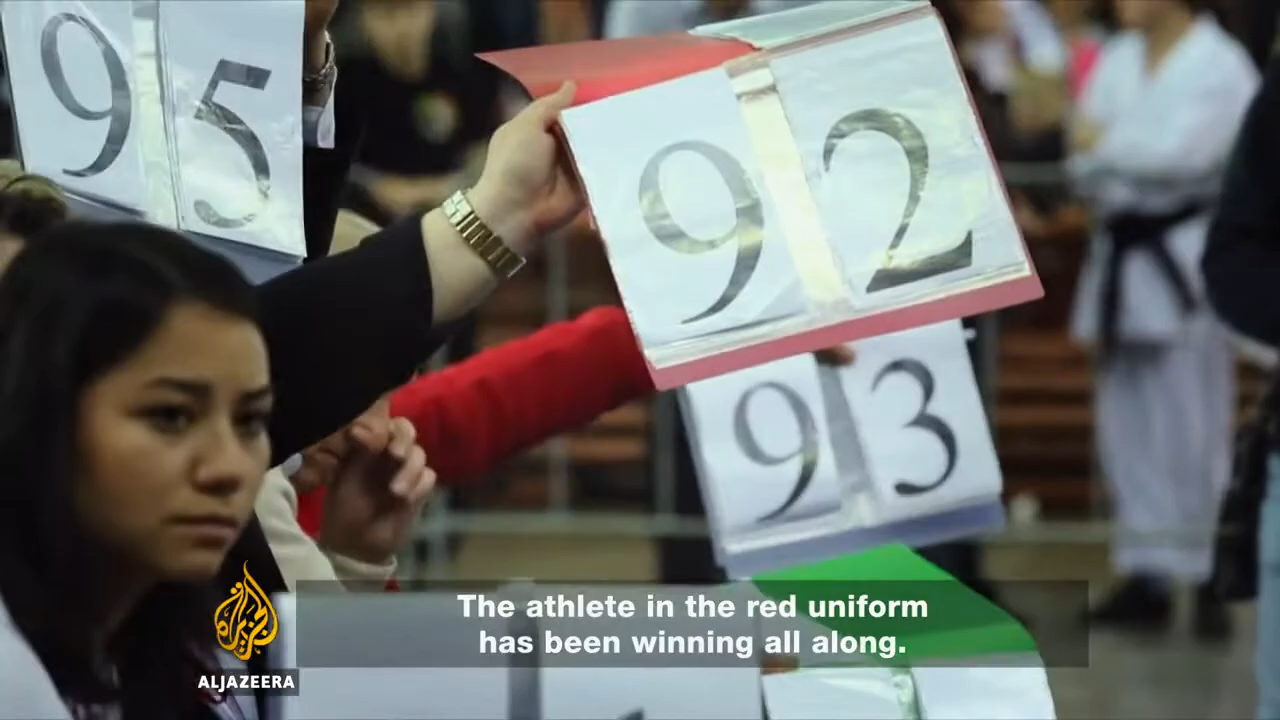 95
92
93
The athlete in the red uniform
has been winning all along.
ALJAZEERA